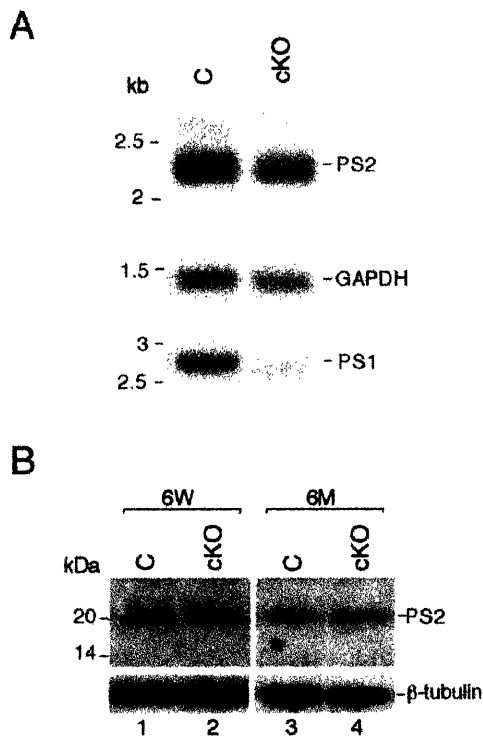 A
kb C cKO
2.5 -
-PS2
2 -
1.5 -
-GAPDH
3 -
-PS1
2.5 -
B
6W 6M
kDa C cKO C cKO
20 - -PS2
14 -
-β-tubulin
1 2 3 4